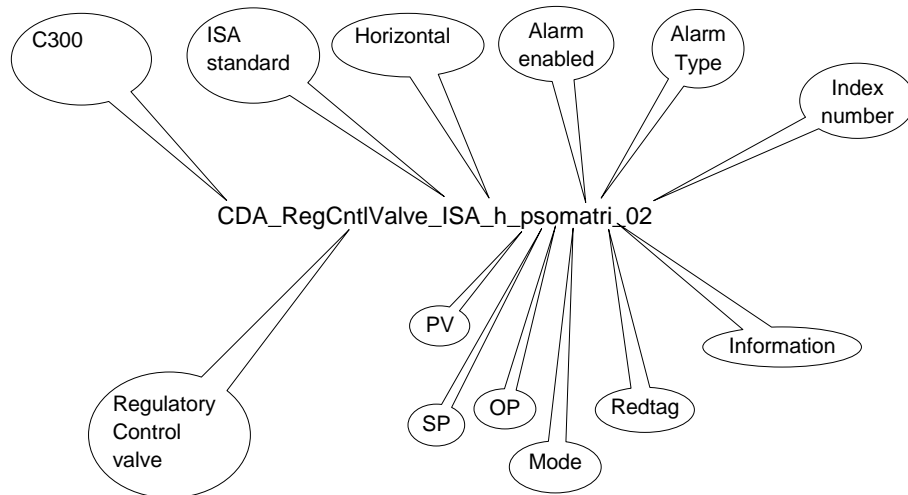 C300
ISA
standard
Horizontal
Alarm
enabled
Alarm
Type
Index
number
CDA_RegCntlValve_ISA_h_psomatri_02
PV
SP
OP
Mode
Redtag
Information
Regulatory
Control
valve